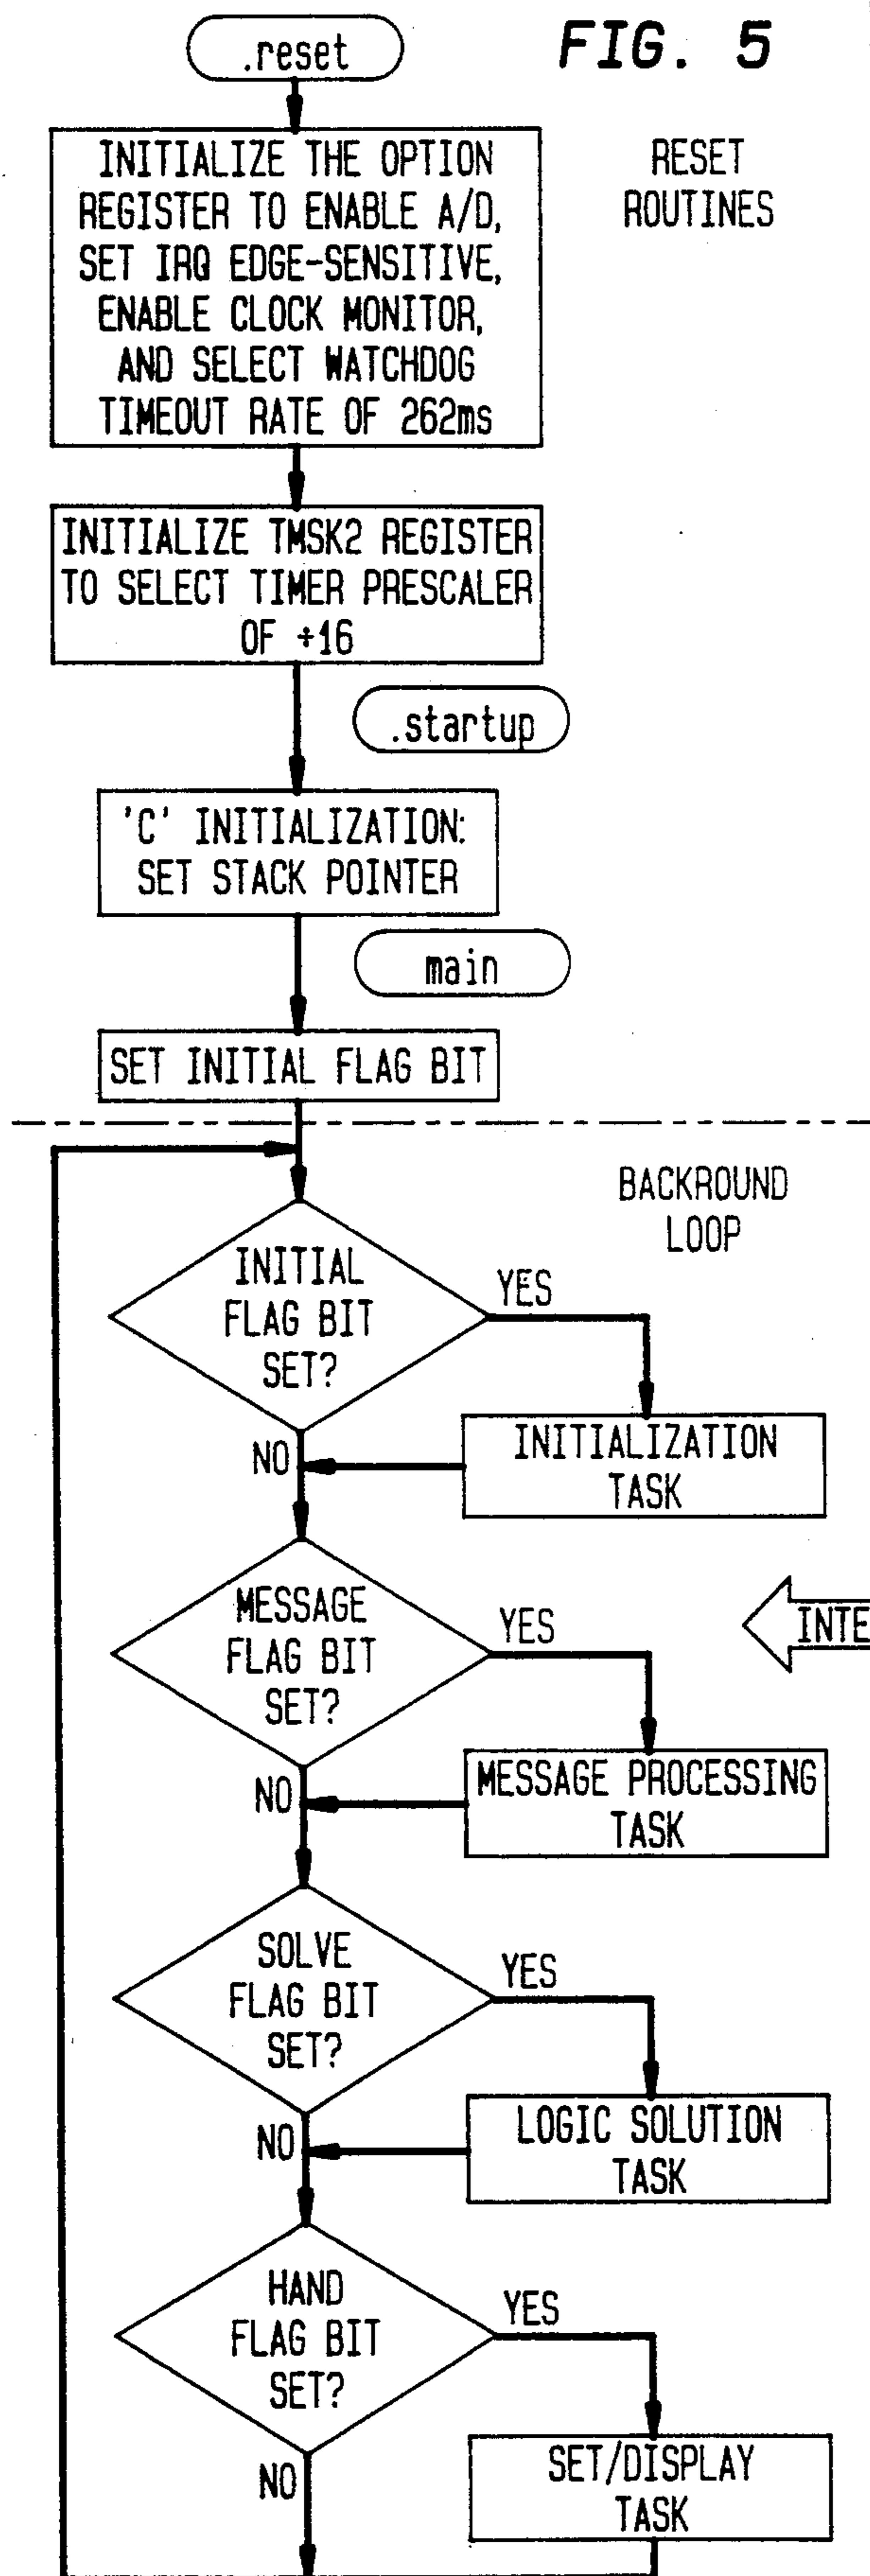 .reset
FIG. 5
INITIALIZE THE OPTION
REGISTER TO ENABLE A/D,
SET IRQ EDGE-SENSITIVE,
ENABLE CLOCK MONITOR,
AND SELECT WATCHDOG
TIMEOUT RATE OF 262ms
RESET
ROUTINES
INITIALIZE TMSK2 REGISTER
TO SELECT TIMER PRESCALER
OF ÷16
.startup
'C' INITIALIZATION:
SET STACK POINTER
main
SET INITIAL FLAG BIT
BACKROUND
LOOP
INITIAL
FLAG BIT
SET?
YES
INITIALIZATION
TASK
NO
MESSAGE
FLAG BIT
SET?
YES
INTE
MESSAGE PROCESSING
TASK
NO
SOLVE
FLAG BIT
SET?
YES
LOGIC SOLUTION
TASK
NO
HAND
FLAG BIT
SET?
YES
SET/DISPLAY
TASK
NO